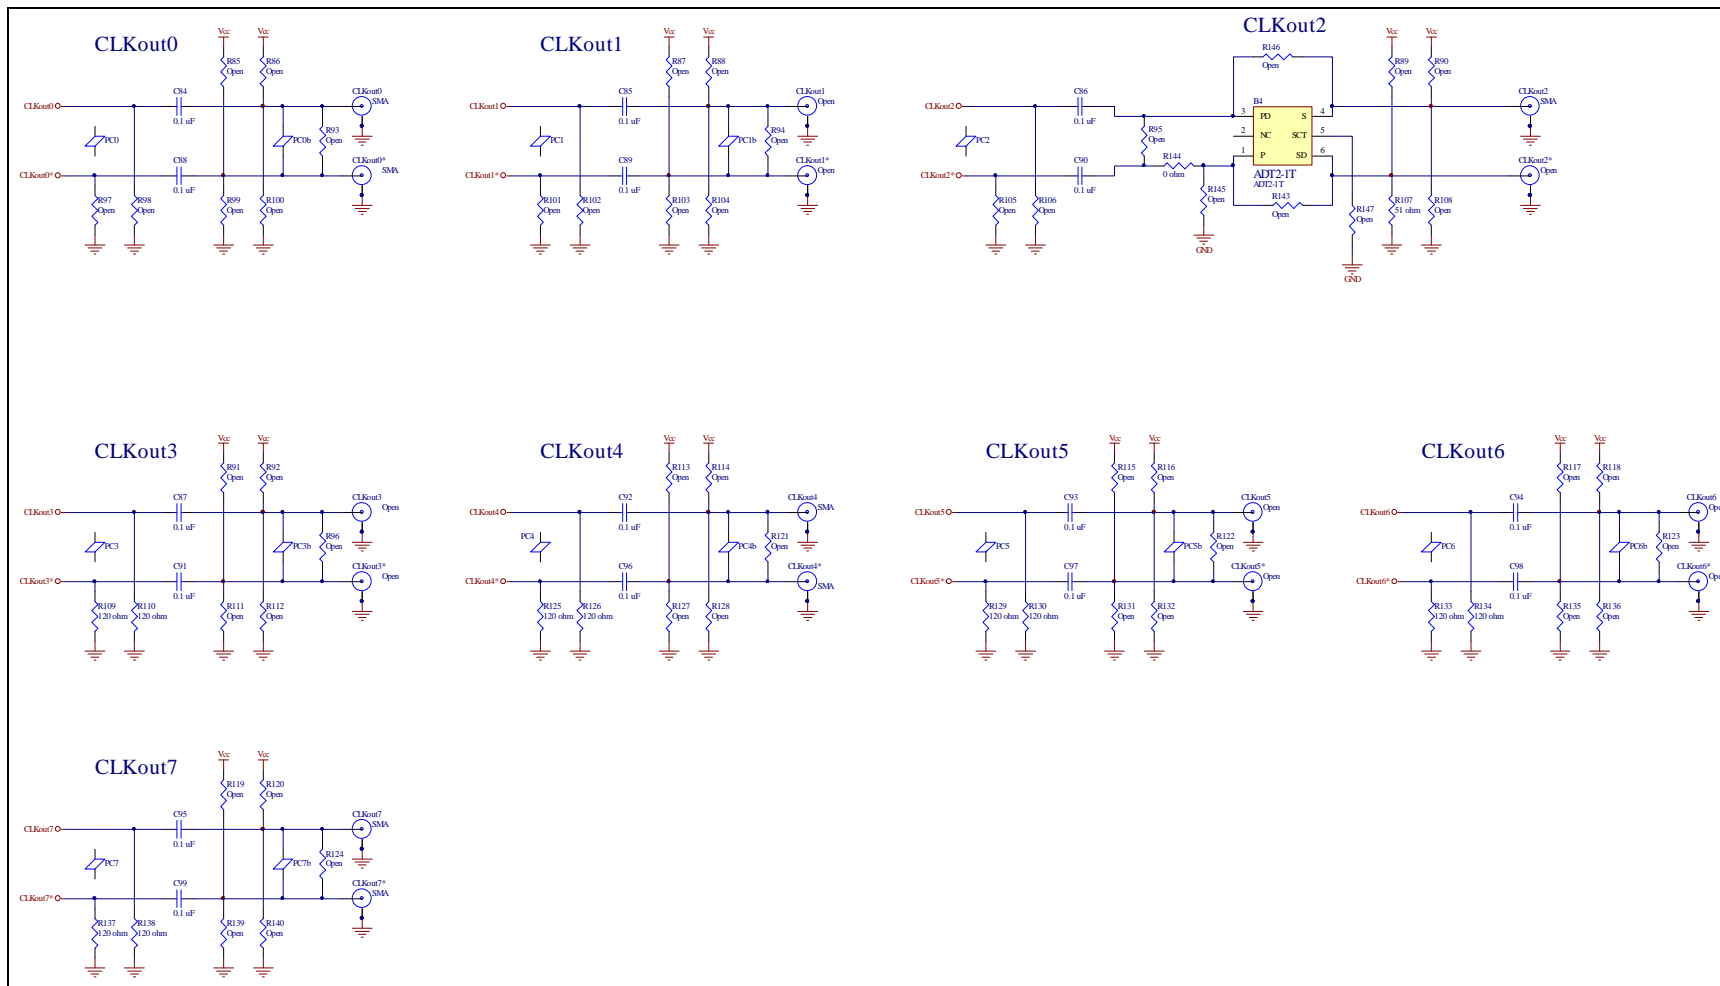 CLKout0
Vcc
Vcc
R85
Open
R86
Open
CLKout0
C84
0.1 uF
CLKout0
SMA
PC0
PC0b
R93
Open
CLKout0*
C88
0.1 uF
CLKout0*
SMA
R97
Open
R98
Open
R99
Open
R100
Open
CLKout1
Vcc
Vcc
R87
Open
R88
Open
CLKout1
C85
0.1 uF
CLKout1
Open
PC1
PC1b
R94
Open
CLKout1*
C89
0.1 uF
CLKout1*
Open
R101
Open
R102
Open
R103
Open
R104
Open
CLKout2
R146
Open
Vcc
Vcc
R89
Open
R90
Open
CLKout2
C86
0.1 uF
B4
3
PD
S
4
2
NC
SCT
5
1
P
SD
6
ADT2-1T
ADT2-1T
CLKout2
SMA
PC2
R95
Open
CLKout2*
C90
0.1 uF
R144
0 ohm
R145
Open
GND
R143
Open
R147
Open
GND
CLKout2*
Open
R105
Open
R106
Open
R107
51 ohm
R108
Open
CLKout3
Vcc
Vcc
R91
Open
R92
Open
CLKout3
C87
0.1 uF
CLKout3
Open
PC3
PC3b
R96
Open
CLKout3*
C91
0.1 uF
CLKout3*
Open
R109
120 ohm
R110
120 ohm
R111
Open
R112
Open
CLKout4
Vcc
Vcc
R113
Open
R114
Open
CLKout4
C92
0.1 uF
CLKout4
SMA
PC4
PC4b
R121
Open
CLKout4*
C96
0.1 uF
CLKout4*
SMA
R125
120 ohm
R126
120 ohm
R127
Open
R128
Open
CLKout5
Vcc
Vcc
R115
Open
R116
Open
CLKout5
C93
0.1 uF
CLKout5
Open
PC5
PC5b
R122
Open
CLKout5*
C97
0.1 uF
CLKout5*
Open
R129
120 ohm
R130
120 ohm
R131
Open
R132
Open
CLKout6
Vcc
Vcc
R117
Open
R118
Open
CLKout6
C94
0.1 uF
CLKout6
PC6
PC6b
R123
Open
CLKout6*
C98
0.1 uF
CLKout6*
R133
120 ohm
R134
120 ohm
R135
Open
R136
Open
CLKout7
Vcc
Vcc
R119
Open
R120
Open
CLKout7
C95
0.1 uF
CLKout7
SMA
PC7
PC7b
R124
Open
CLKout7*
C99
0.1 uF
CLKout7*
SMA
R137
120 ohm
R138
120 ohm
R139
Open
R140
Open